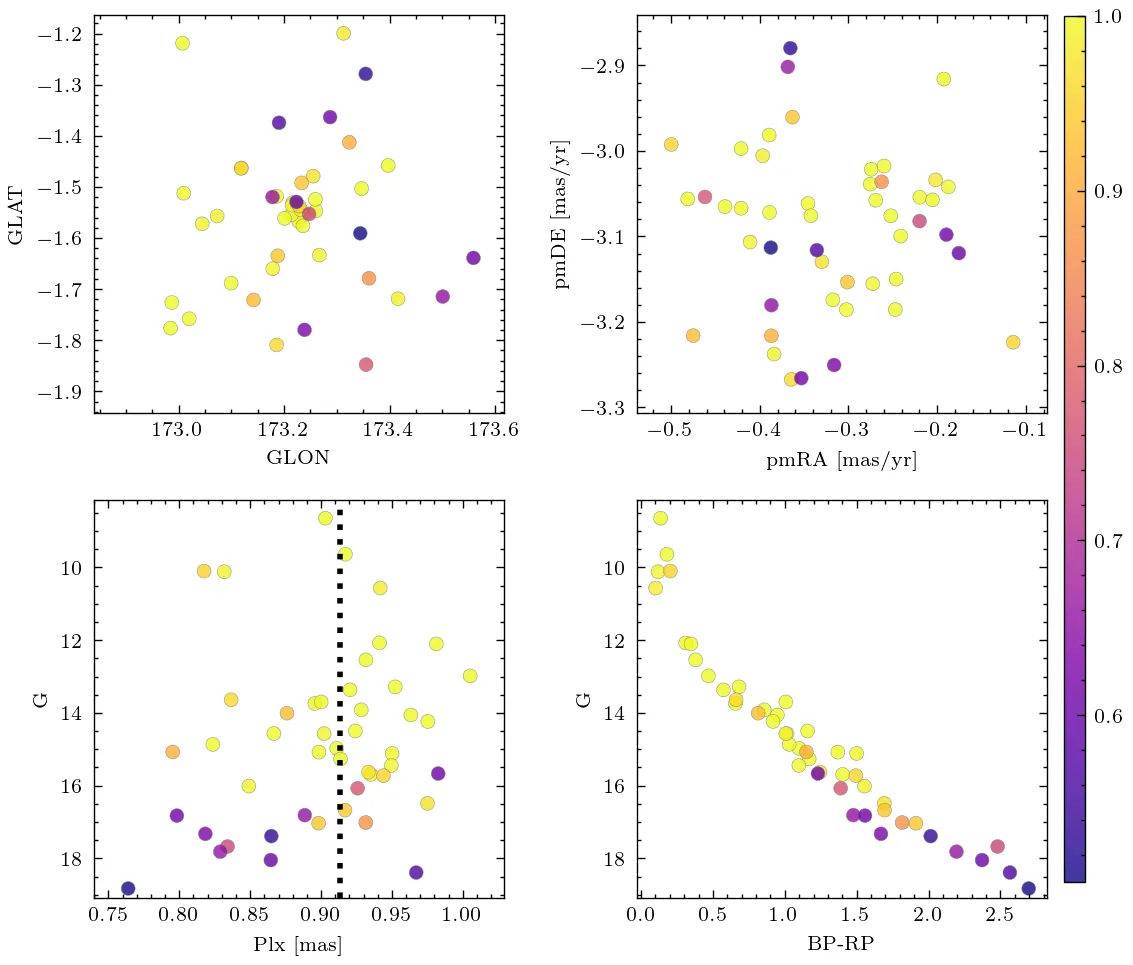 −1.2
−1.3
−1.4
−1.5
−1.6
−1.7
−1.8
−1.9
GLAT
173.0 173.2 173.4 173.6
GLON
−2.9
−3.0
−3.1
−3.2
−3.3
pmDE [mas/yr]
−0.5 −0.4 −0.3 −0.2 −0.1
pmRA [mas/yr]
1.0
0.9
0.8
0.7
0.6
10
12
14
16
18
G
0.75 0.80 0.85 0.90 0.95 1.00
Plx [mas]
10
12
14
16
18
G
0.0 0.5 1.0 1.5 2.0 2.5
BP-RP